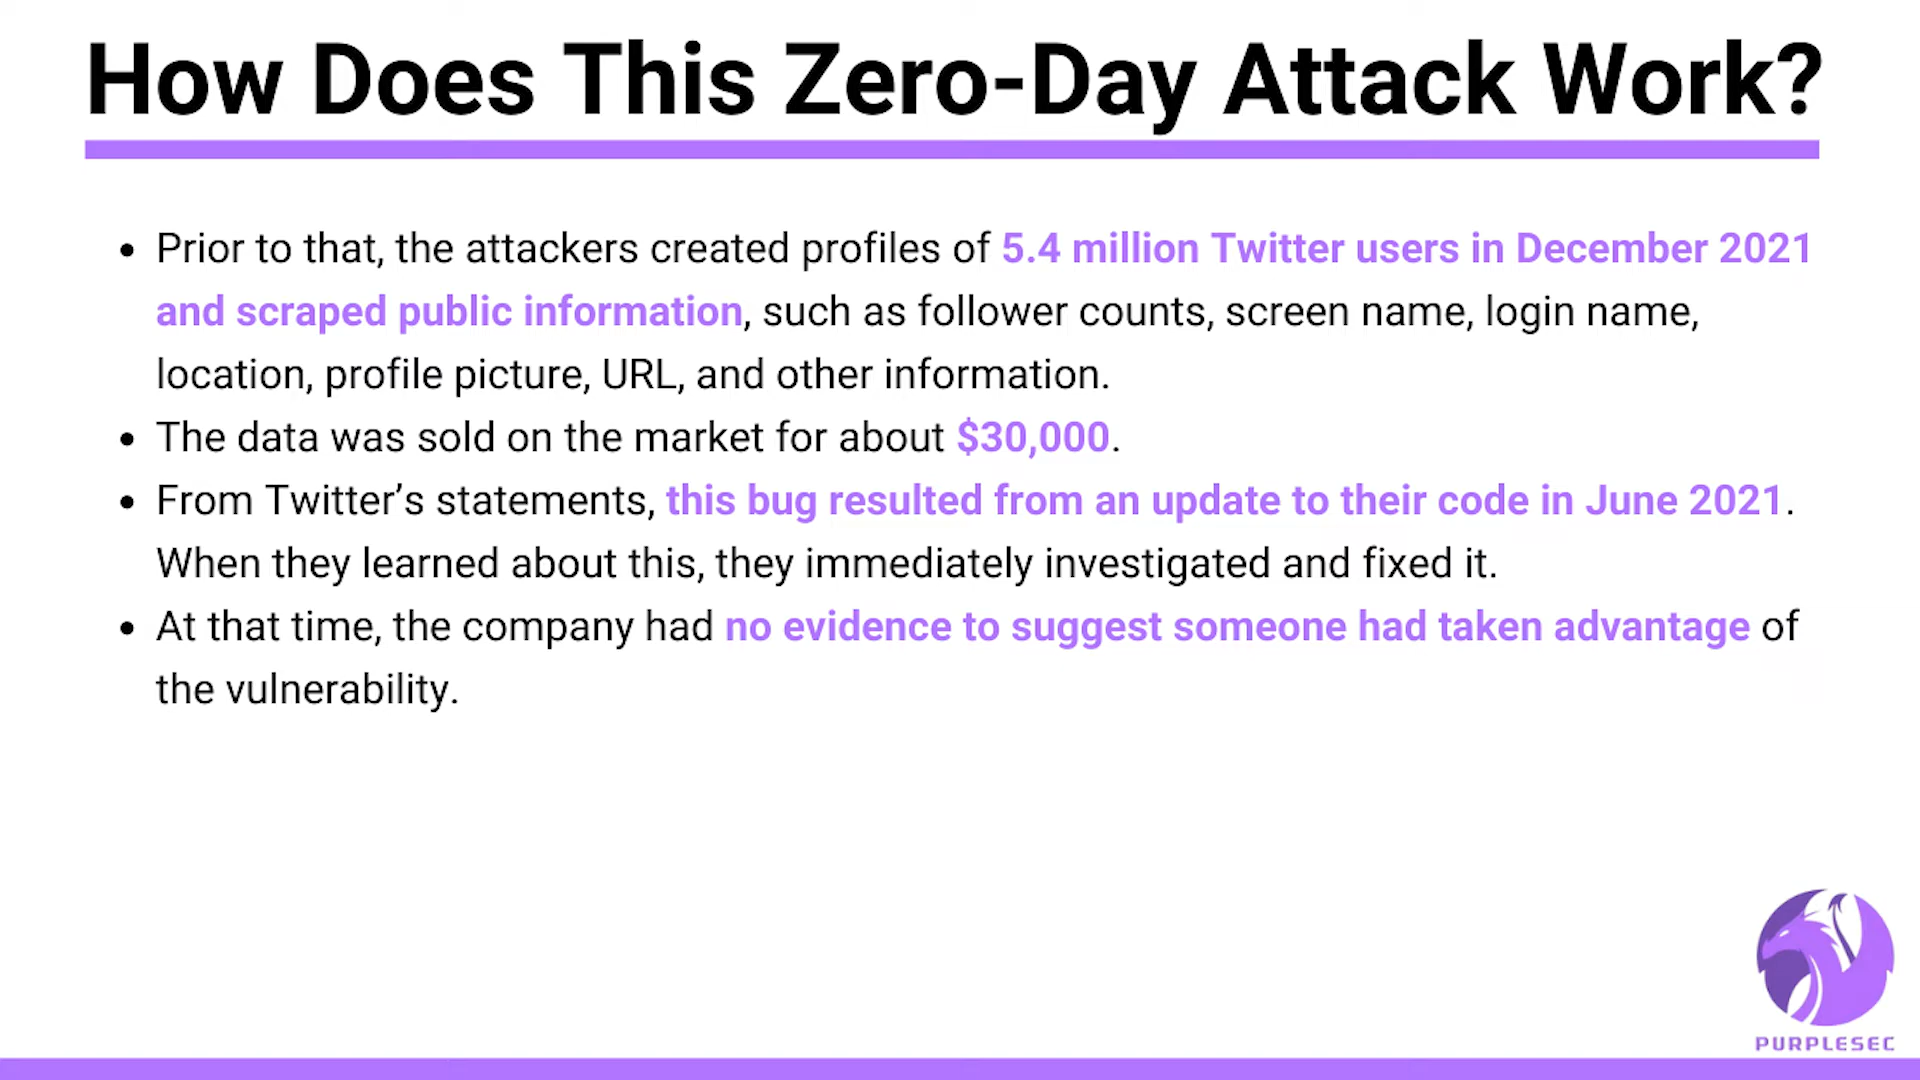 How Does This Zero-Day Attack Work?
• Prior to that, the attackers created profiles of 5.4 million Twitter users in December 2021
and scraped public information, such as follower counts, screen name, login name,
location, profile picture, URL, and other information.
• The data was sold on the market for about $30,000.
• From Twitter’s statements, this bug resulted from an update to their code in June 2021.
When they learned about this, they immediately investigated and fixed it.
• At that time, the company had no evidence to suggest someone had taken advantage of
the vulnerability.
PURPLESEC